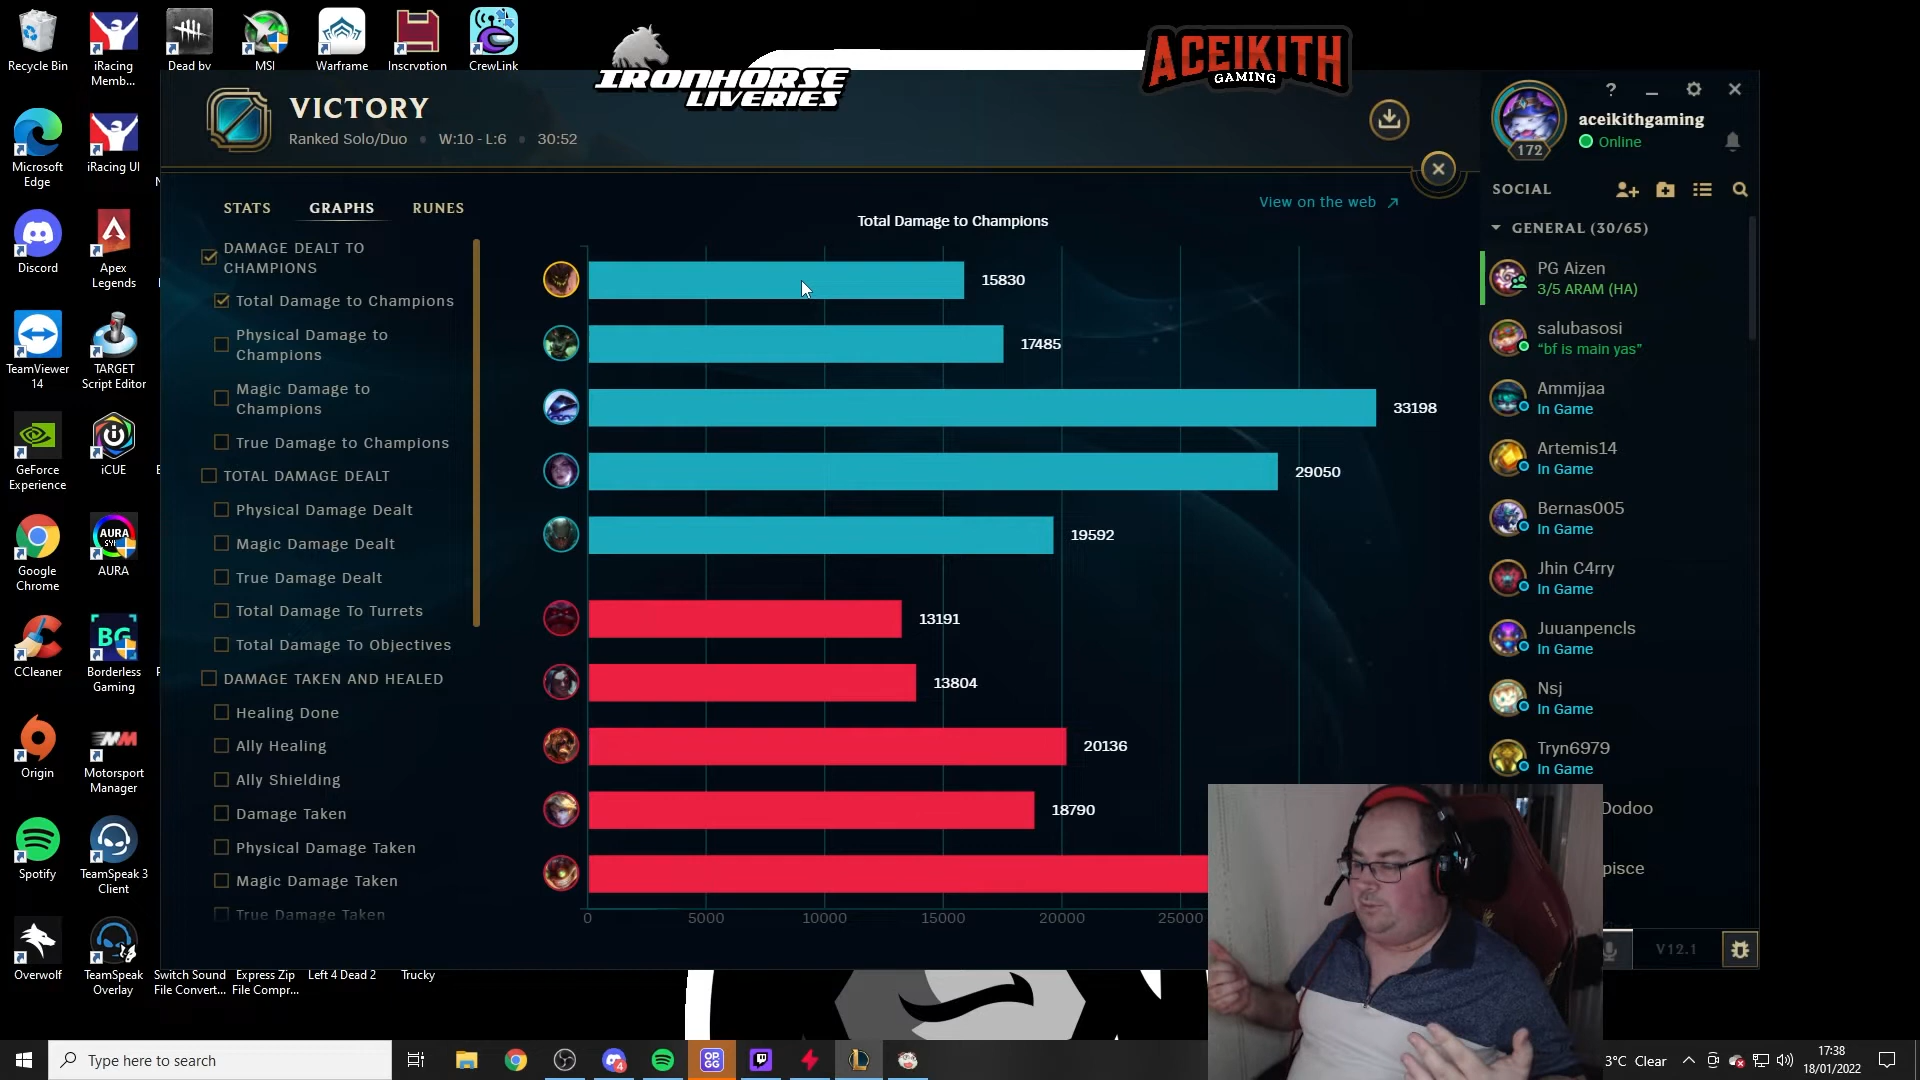 Recycle Bin
iRacing Memb...
Dead by
MSI
Warframe
Inscryption
CrewLink
IRONHORSE
LIVERIES
ACEIKITH
GAMING
VICTORY
Ranked Solo/Duo • W:10 - L:6 • 30:52
aceikithgaming
Online
172
SOCIAL
STATS
GRAPHS
RUNES
View on the web
Total Damage to Champions
GENERAL (30/65)
DAMAGE DEALT TO
CHAMPIONS
Total Damage to Champions
Physical Damage to
Champions
Magic Damage to
Champions
True Damage to Champions
TOTAL DAMAGE DEALT
Physical Damage Dealt
Magic Damage Dealt
True Damage Dealt
Total Damage To Turrets
Total Damage To Objectives
DAMAGE TAKEN AND HEALED
Healing Done
Ally Healing
Ally Shielding
Damage Taken
Physical Damage Taken
Magic Damage Taken
True Damage Taken
15830
17485
33198
29050
19592
13191
13804
20136
18790
0 5000 10000 15000 20000 25000
PG Aizen
3/5 ARAM (HA)
salubasosi
"bf is main yas"
Ammjjaa
In Game
Artemis14
In Game
Bernas005
In Game
Jhin C4rry
In Game
Juuanpencls
In Game
Nsj
In Game
Tryn6979
In Game
Dodoo
pisce
V12.1
Microsoft Edge
iRacing UI
Discord
Apex Legends
TeamViewer 14
TARGET Script Editor
GeForce Experience
iCUE
Google Chrome
AURA
AURA
CCleaner
BG
Borderless Gaming
Origin
Motorsport Manager
Spotify
TeamSpeak 3 Client
Overwolf
TeamSpeak Overlay
Switch Sound File Convert...
Express Zip File Compr...
Left 4 Dead 2
Trucky
Type here to search
4
OP GG
3°C Clear
17:38
18/01/2022